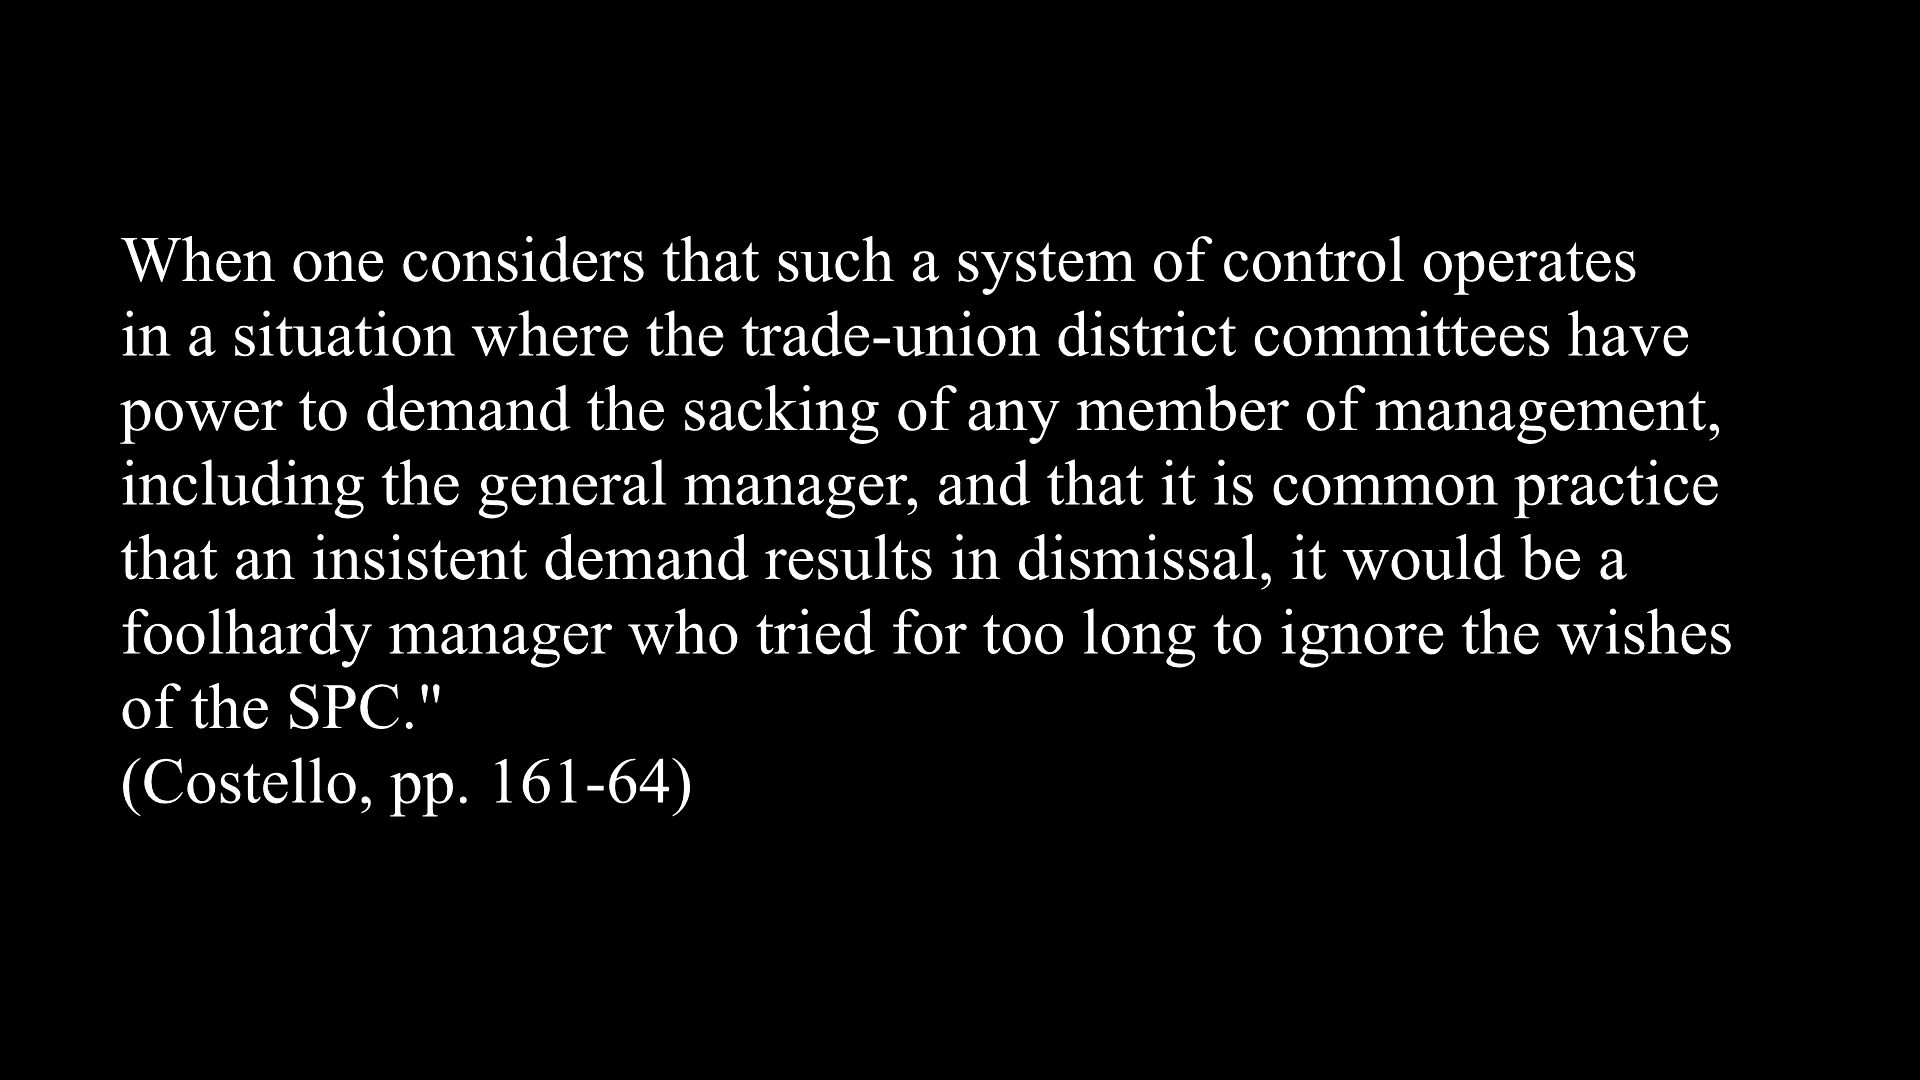 When one considers that such a system of control operates
in a situation where the trade-union district committees have
power to demand the sacking of any member of management,
including the general manager, and that it is common practice
that an insistent demand results in dismissal, it would be a
foolhardy manager who tried for too long to ignore the wishes
of the SPC."
(Costello, pp. 161-64)